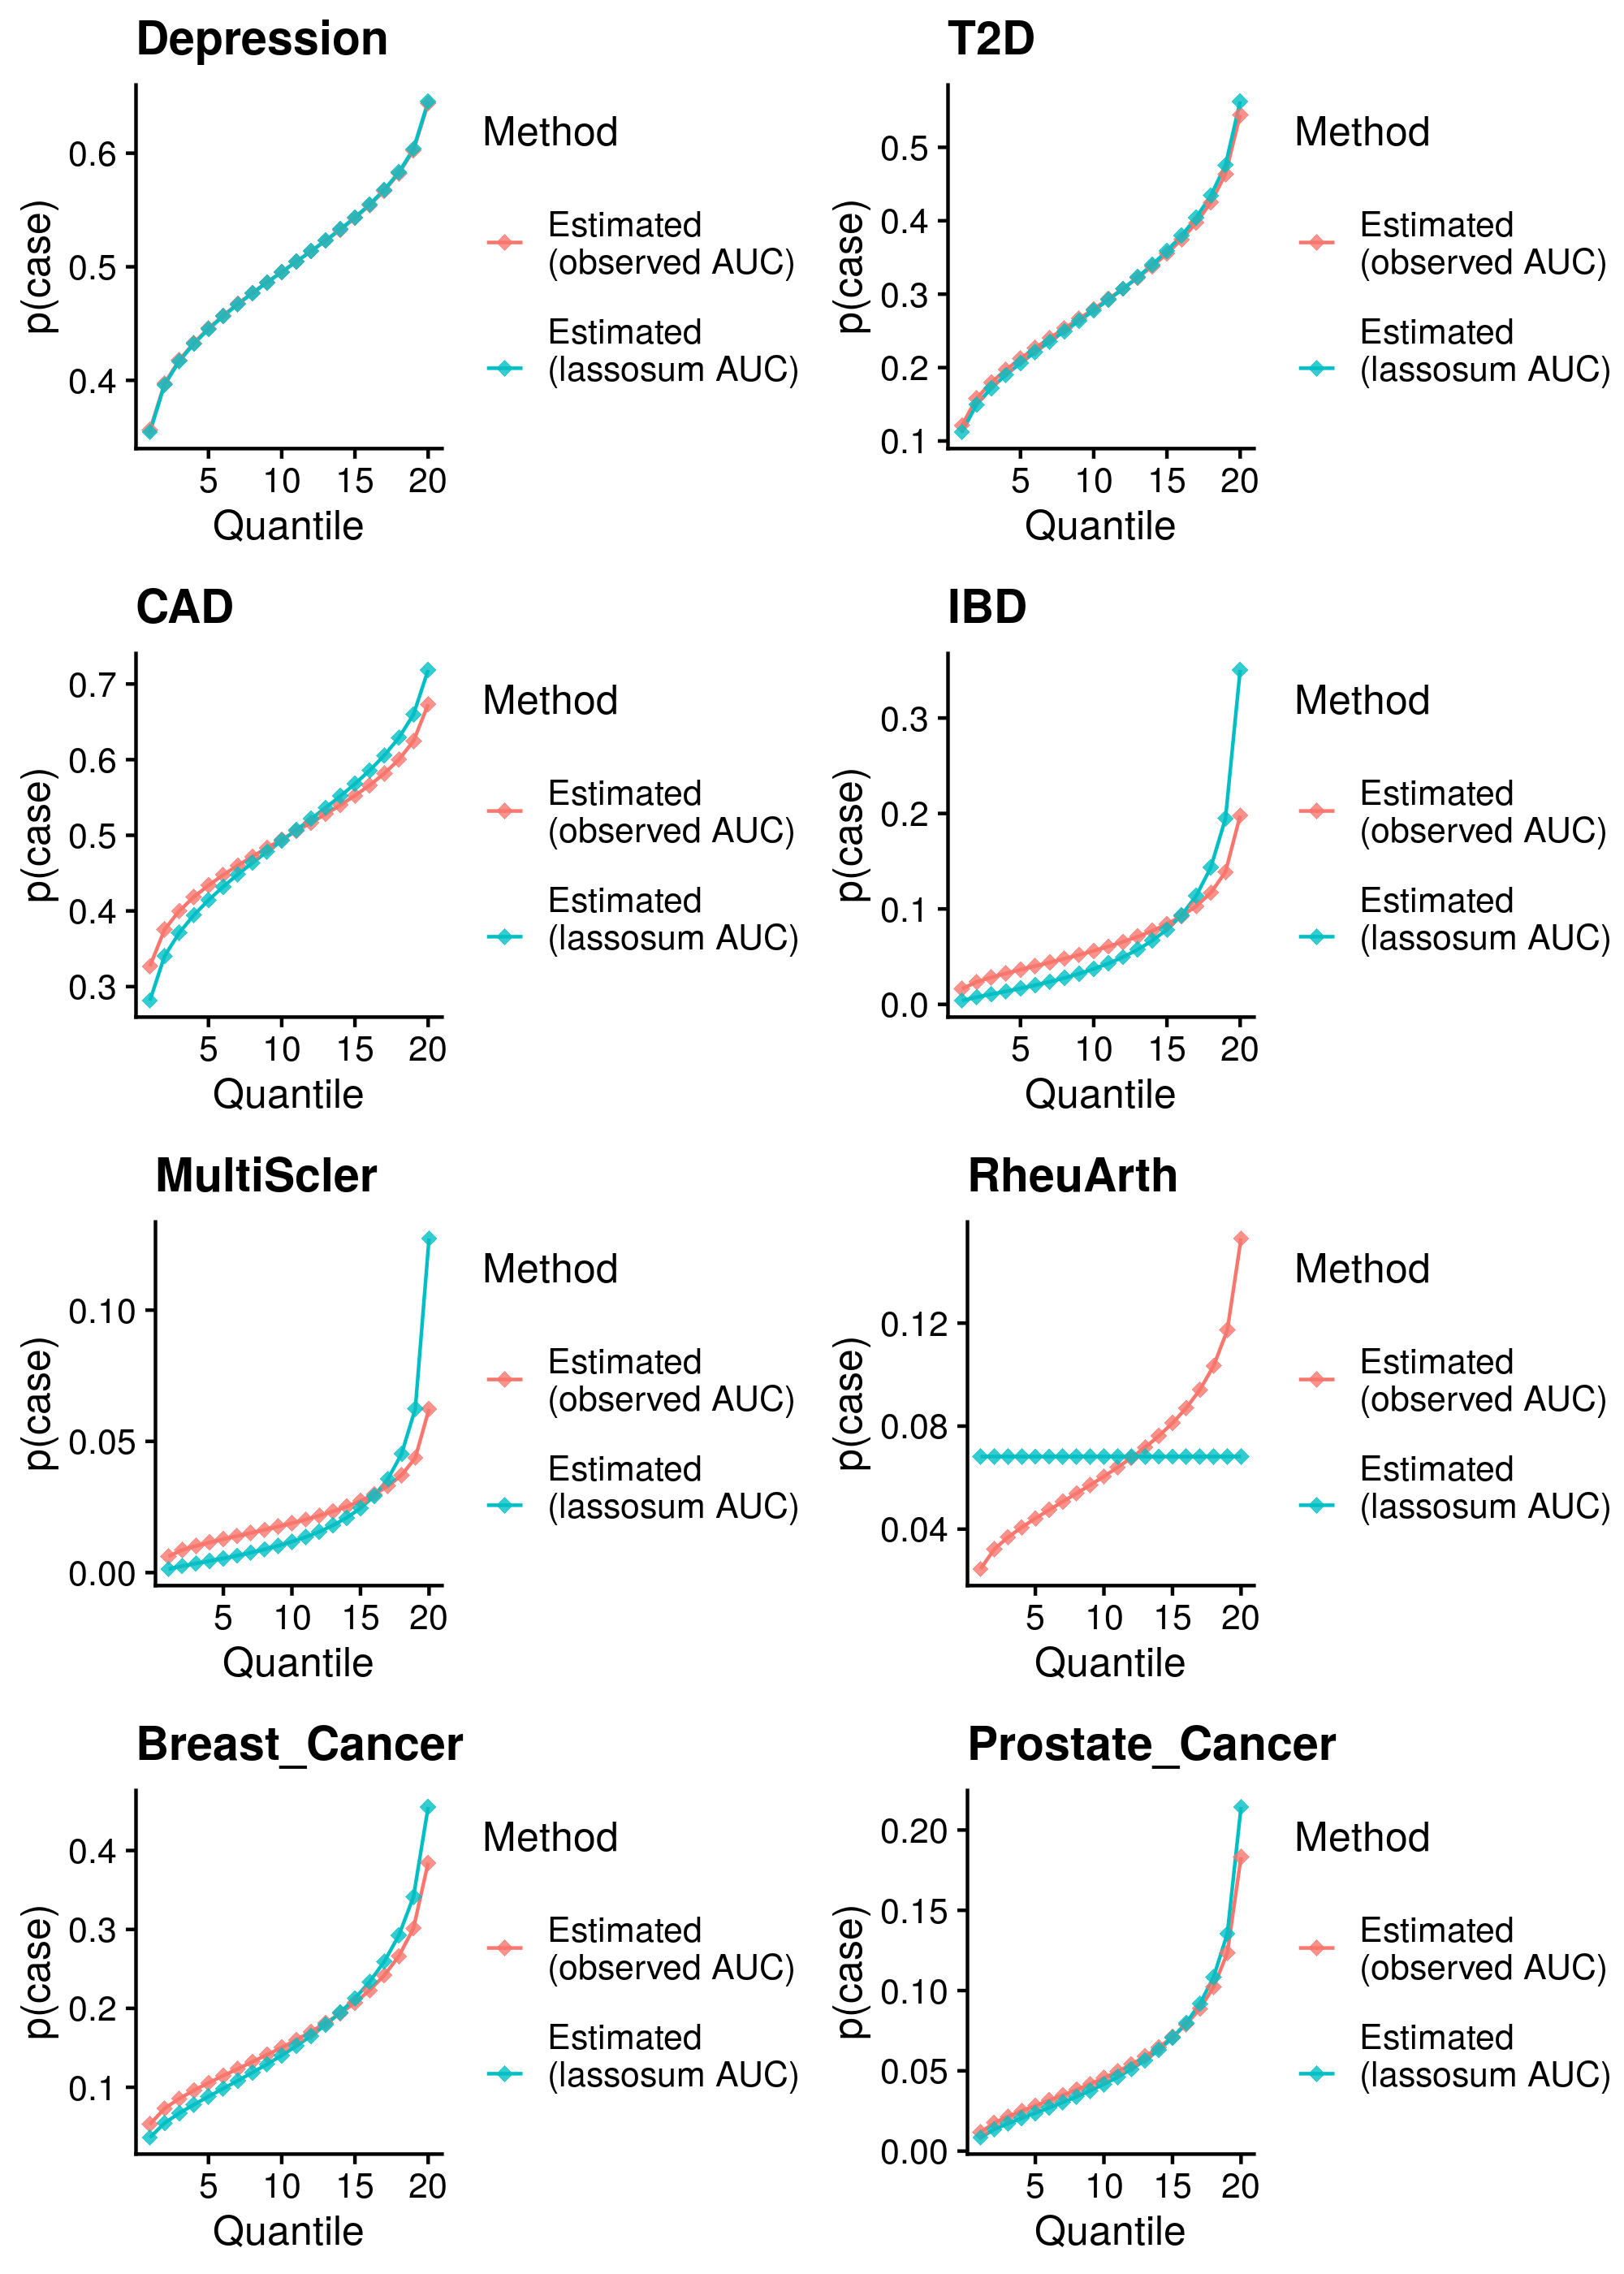 Depression
p(case)
0.6
0.5
0.4
5 10 15 20
Quantile
Method
Estimated
(observed AUC)
Estimated
(lassosum AUC)
T2D
p(case)
0.5
0.4
0.3
0.2
0.1
5 10 15 20
Quantile
Method
Estimated
(observed AUC)
Estimated
(lassosum AUC)
CAD
p(case)
0.7
0.6
0.5
0.4
0.3
5 10 15 20
Quantile
Method
Estimated
(observed AUC)
Estimated
(lassosum AUC)
IBD
p(case)
0.3
0.2
0.1
0.0
5 10 15 20
Quantile
Method
Estimated
(observed AUC)
Estimated
(lassosum AUC)
MultiScler
p(case)
0.10
0.05
0.00
5 10 15 20
Quantile
Method
Estimated
(observed AUC)
Estimated
(lassosum AUC)
RheuArth
p(case)
0.12
0.08
0.04
5 10 15 20
Quantile
Method
Estimated
(observed AUC)
Estimated
(lassosum AUC)
Breast_Cancer
p(case)
0.4
0.3
0.2
0.1
5 10 15 20
Quantile
Method
Estimated
(observed AUC)
Estimated
(lassosum AUC)
Prostate_Cancer
p(case)
0.20
0.15
0.10
0.05
0.00
5 10 15 20
Quantile
Method
Estimated
(observed AUC)
Estimated
(lassosum AUC)